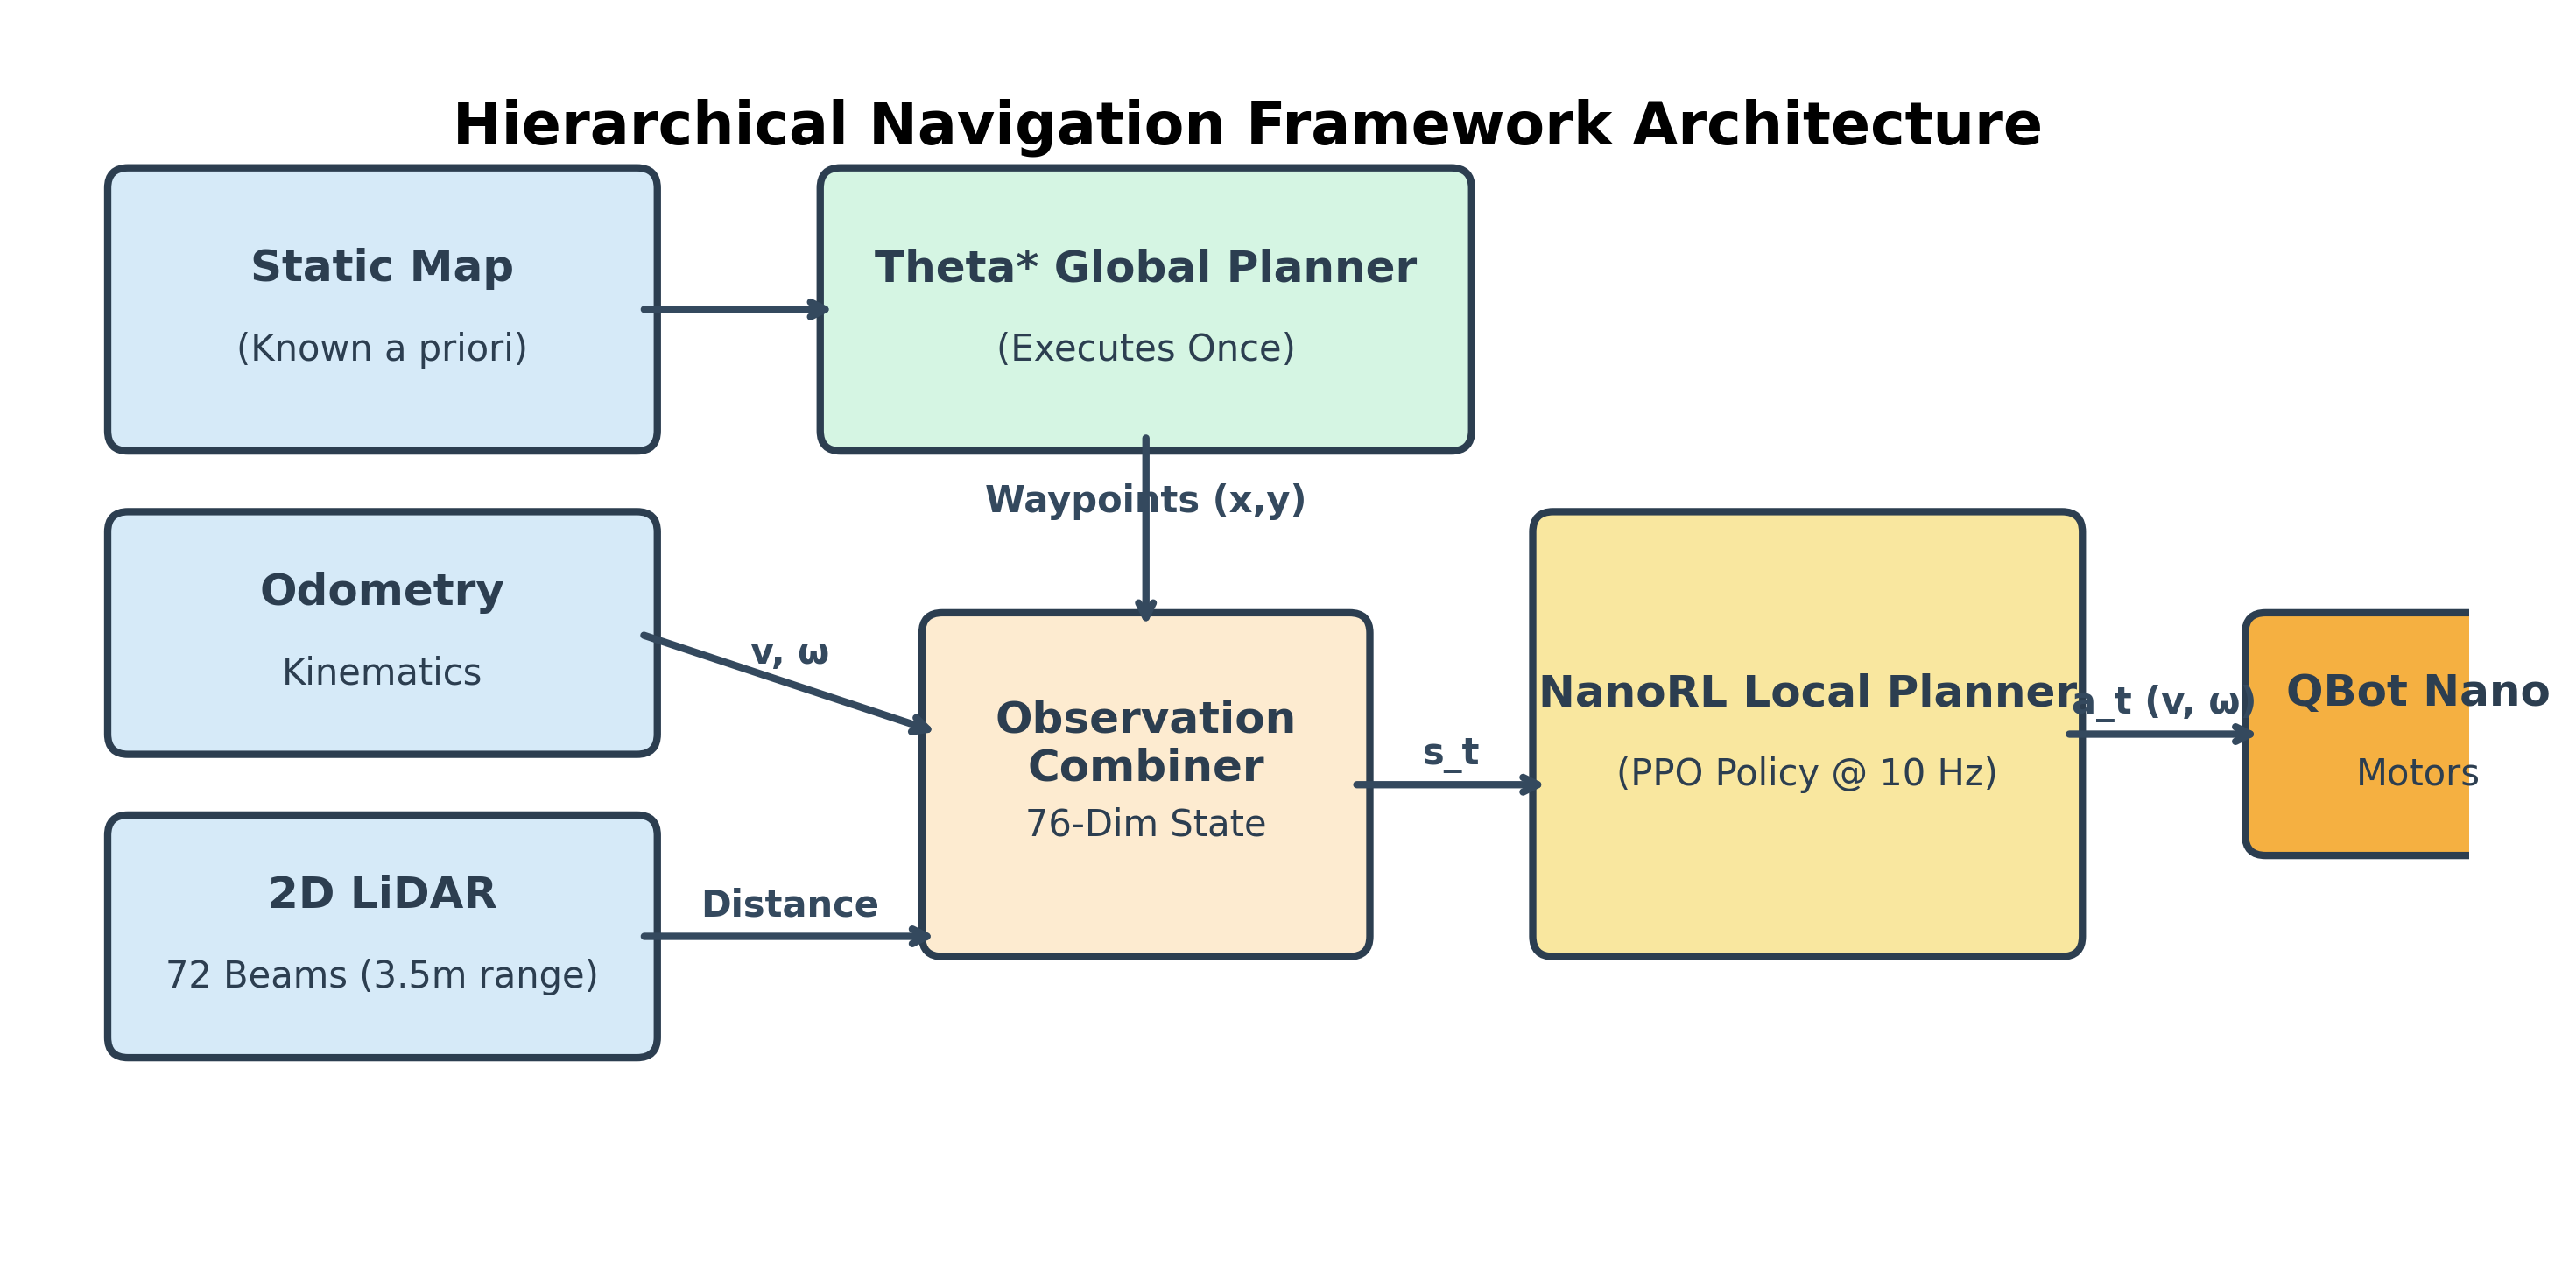 Hierarchical Navigation Framework Architecture
Static Map
(Known a priori)
Theta* Global Planner
(Executes Once)
Waypoints (x,y)
Odometry
Kinematics
v, ω
2D LiDAR
72 Beams (3.5m range)
Distance
Observation
Combiner
76-Dim State
s_t
NanoRL Local Planner
(PPO Policy @ 10 Hz)
a_t (v, ω)
QBot Nano
Motors